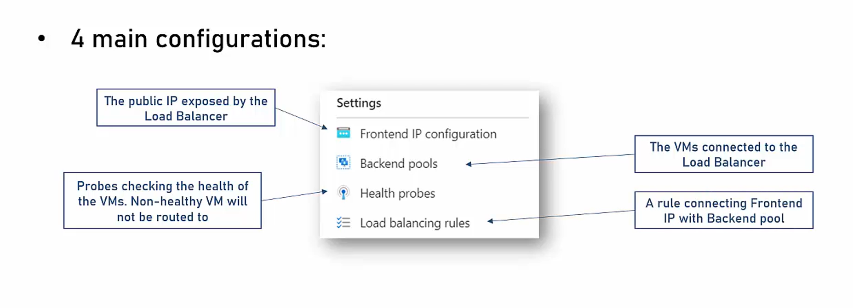 • 4 main configurations:
The public IP exposed by the
Load Balancer
Settings
Frontend IP configuration
Backend pools
The VMs connected to the
Load Balancer
Probes checking the health of
the VMs. Non-healthy VM will
not be routed to
Health probes
Load balancing rules
A rule connecting Frontend
IP with Backend pool